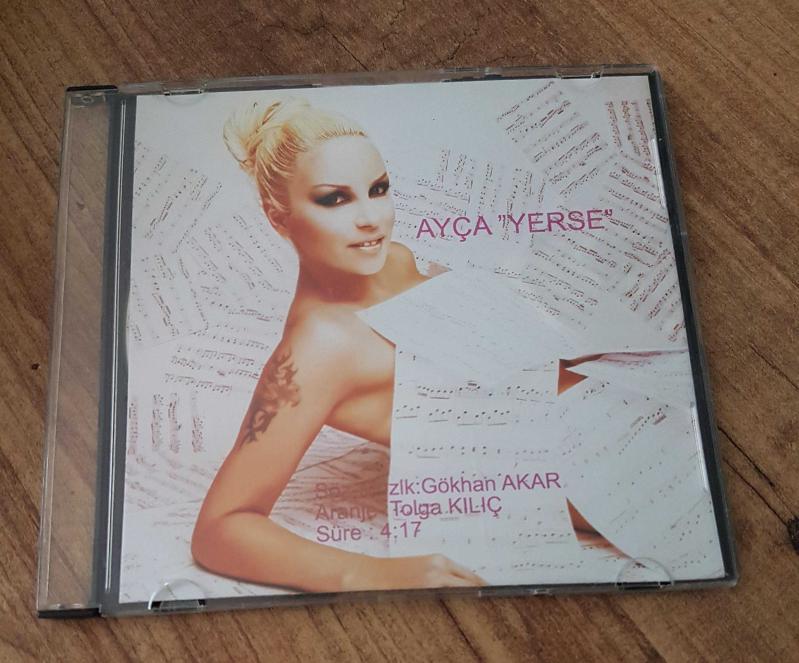 AYÇA "YERSE"
Gökhan AKAR
Tolga KILIÇ
Süre : 4:17